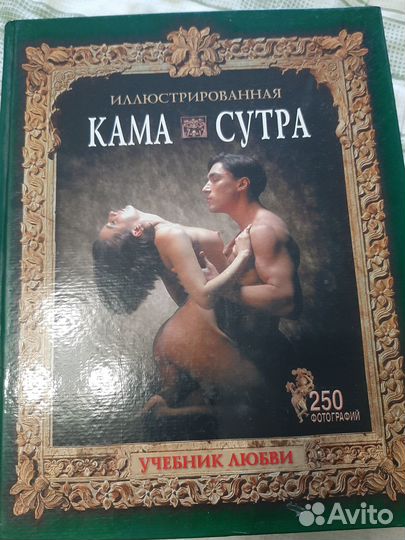 ИЛЛЮСТРИРОВАННАЯ
КАМА СУТРА
250
ФОТОГРАФИЙ
УЧЕБНИК ЛЮБВИ
Avito